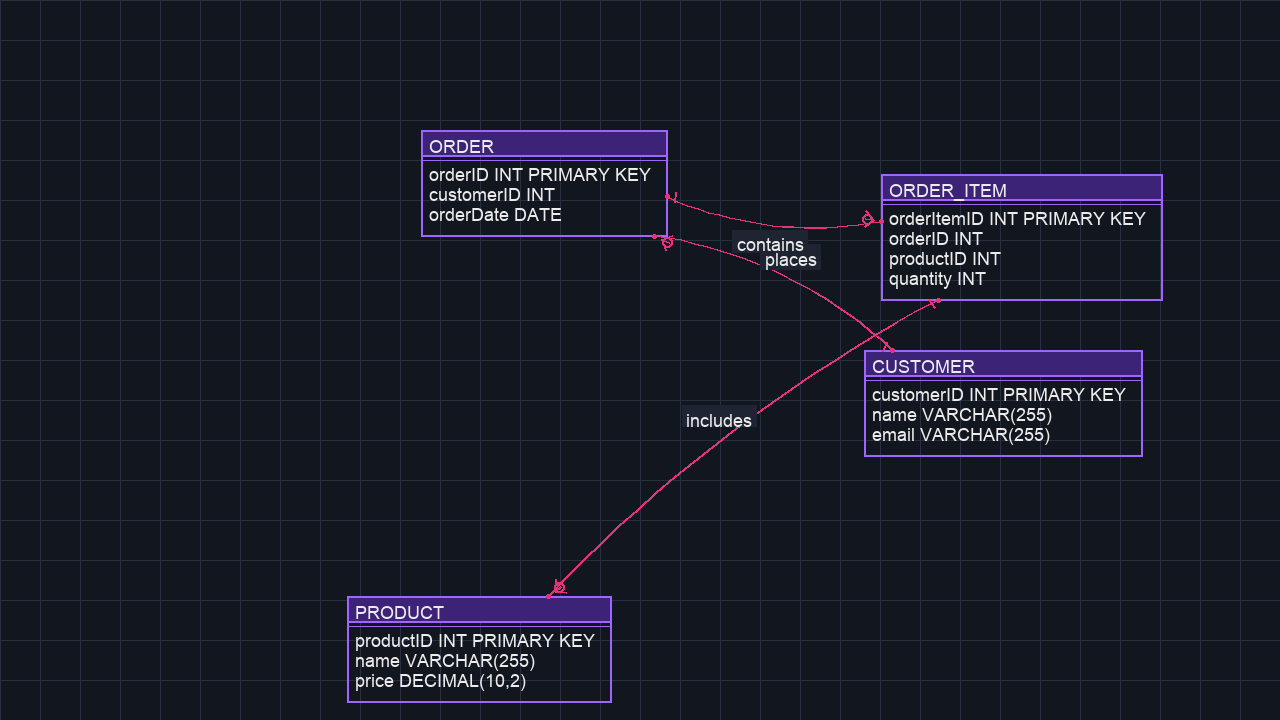 ORDER
orderID INT PRIMARY KEY
customerID INT
orderDate DATE
ORDER_ITEM
orderItemID INT PRIMARY KEY
orderID INT
productID INT
quantity INT
contains
places
CUSTOMER
customerID INT PRIMARY KEY
name VARCHAR(255)
email VARCHAR(255)
includes
PRODUCT
productID INT PRIMARY KEY
name VARCHAR(255)
price DECIMAL(10,2)